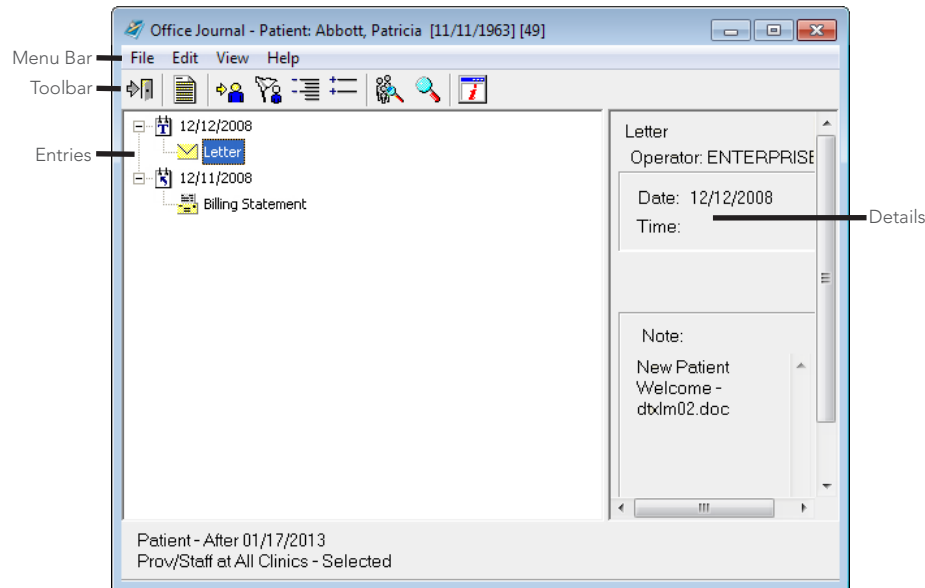 Office Journal - Patient: Abbott, Patricia [11/11/1963] [49]
Menu Bar
File Edit View Help
Toolbar
Entries
12/12/2008
Letter
12/11/2008
Billing Statement
Letter
Operator: ENTERPRISE
Date: 12/12/2008
Time:
Details
Note:
New Patient
Welcome -
dtxlm02.doc
Patient - After 01/17/2013
Prov/Staff at All Clinics - Selected